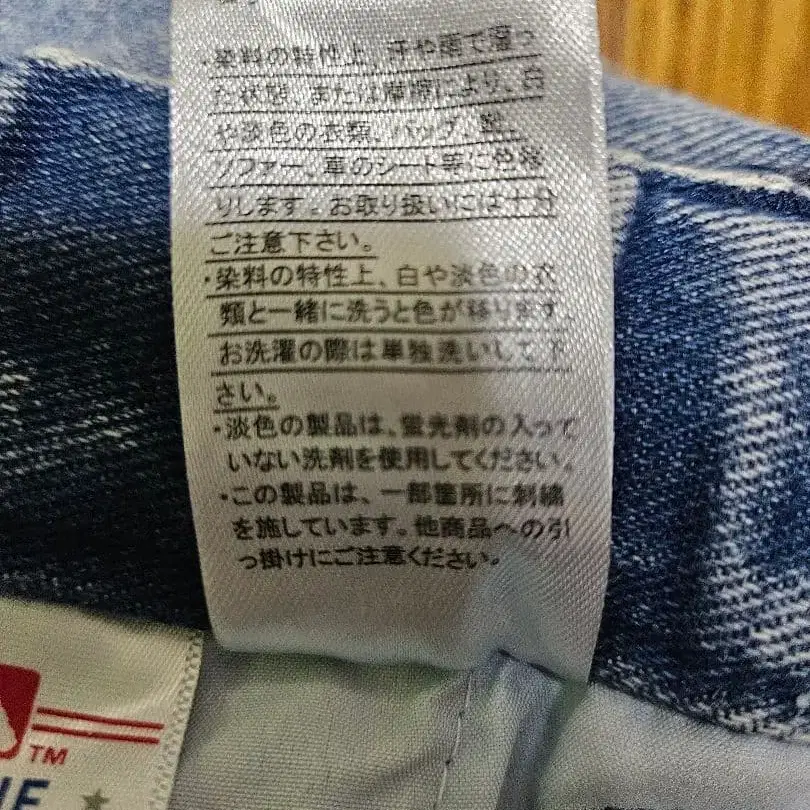 ・染料の特性上、汗や雨で湿っ
た状態、または摩擦により、白
や淡色の衣類、バッグ、靴、
ソファー、車のシート等に色移
りします。お取り扱いには十分
ご注意下さい。
・染料の特性上、白や淡色の衣
類と一緒に洗うと色が移ります。
お洗濯の際は単独洗いして下
さい。
・淡色の製品は、蛍光剤の入って
いない洗剤を使用してください。
・この製品は、一部箇所に刺繍
を施しています。他商品への引
っ掛けにご注意ください。
TM